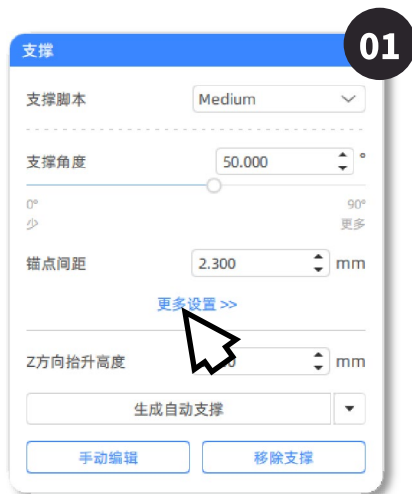 01
支撑
支撑脚本 Medium
支撑角度 50.000 °
0° 90°
少 更多
锚点间距 2.300 mm
更多设置 >>
Z方向抬升高度 mm
生成自动支撑
手动编辑 移除支撑